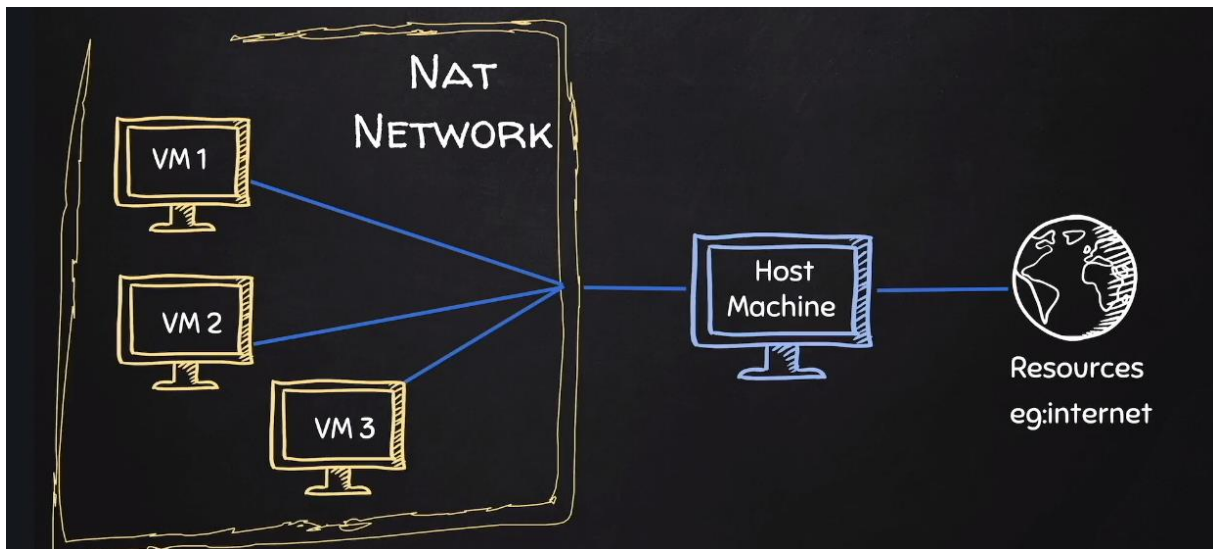 Nat
Network
VM 1
VM 2
VM 3
Host
Machine
Resources
eg:internet